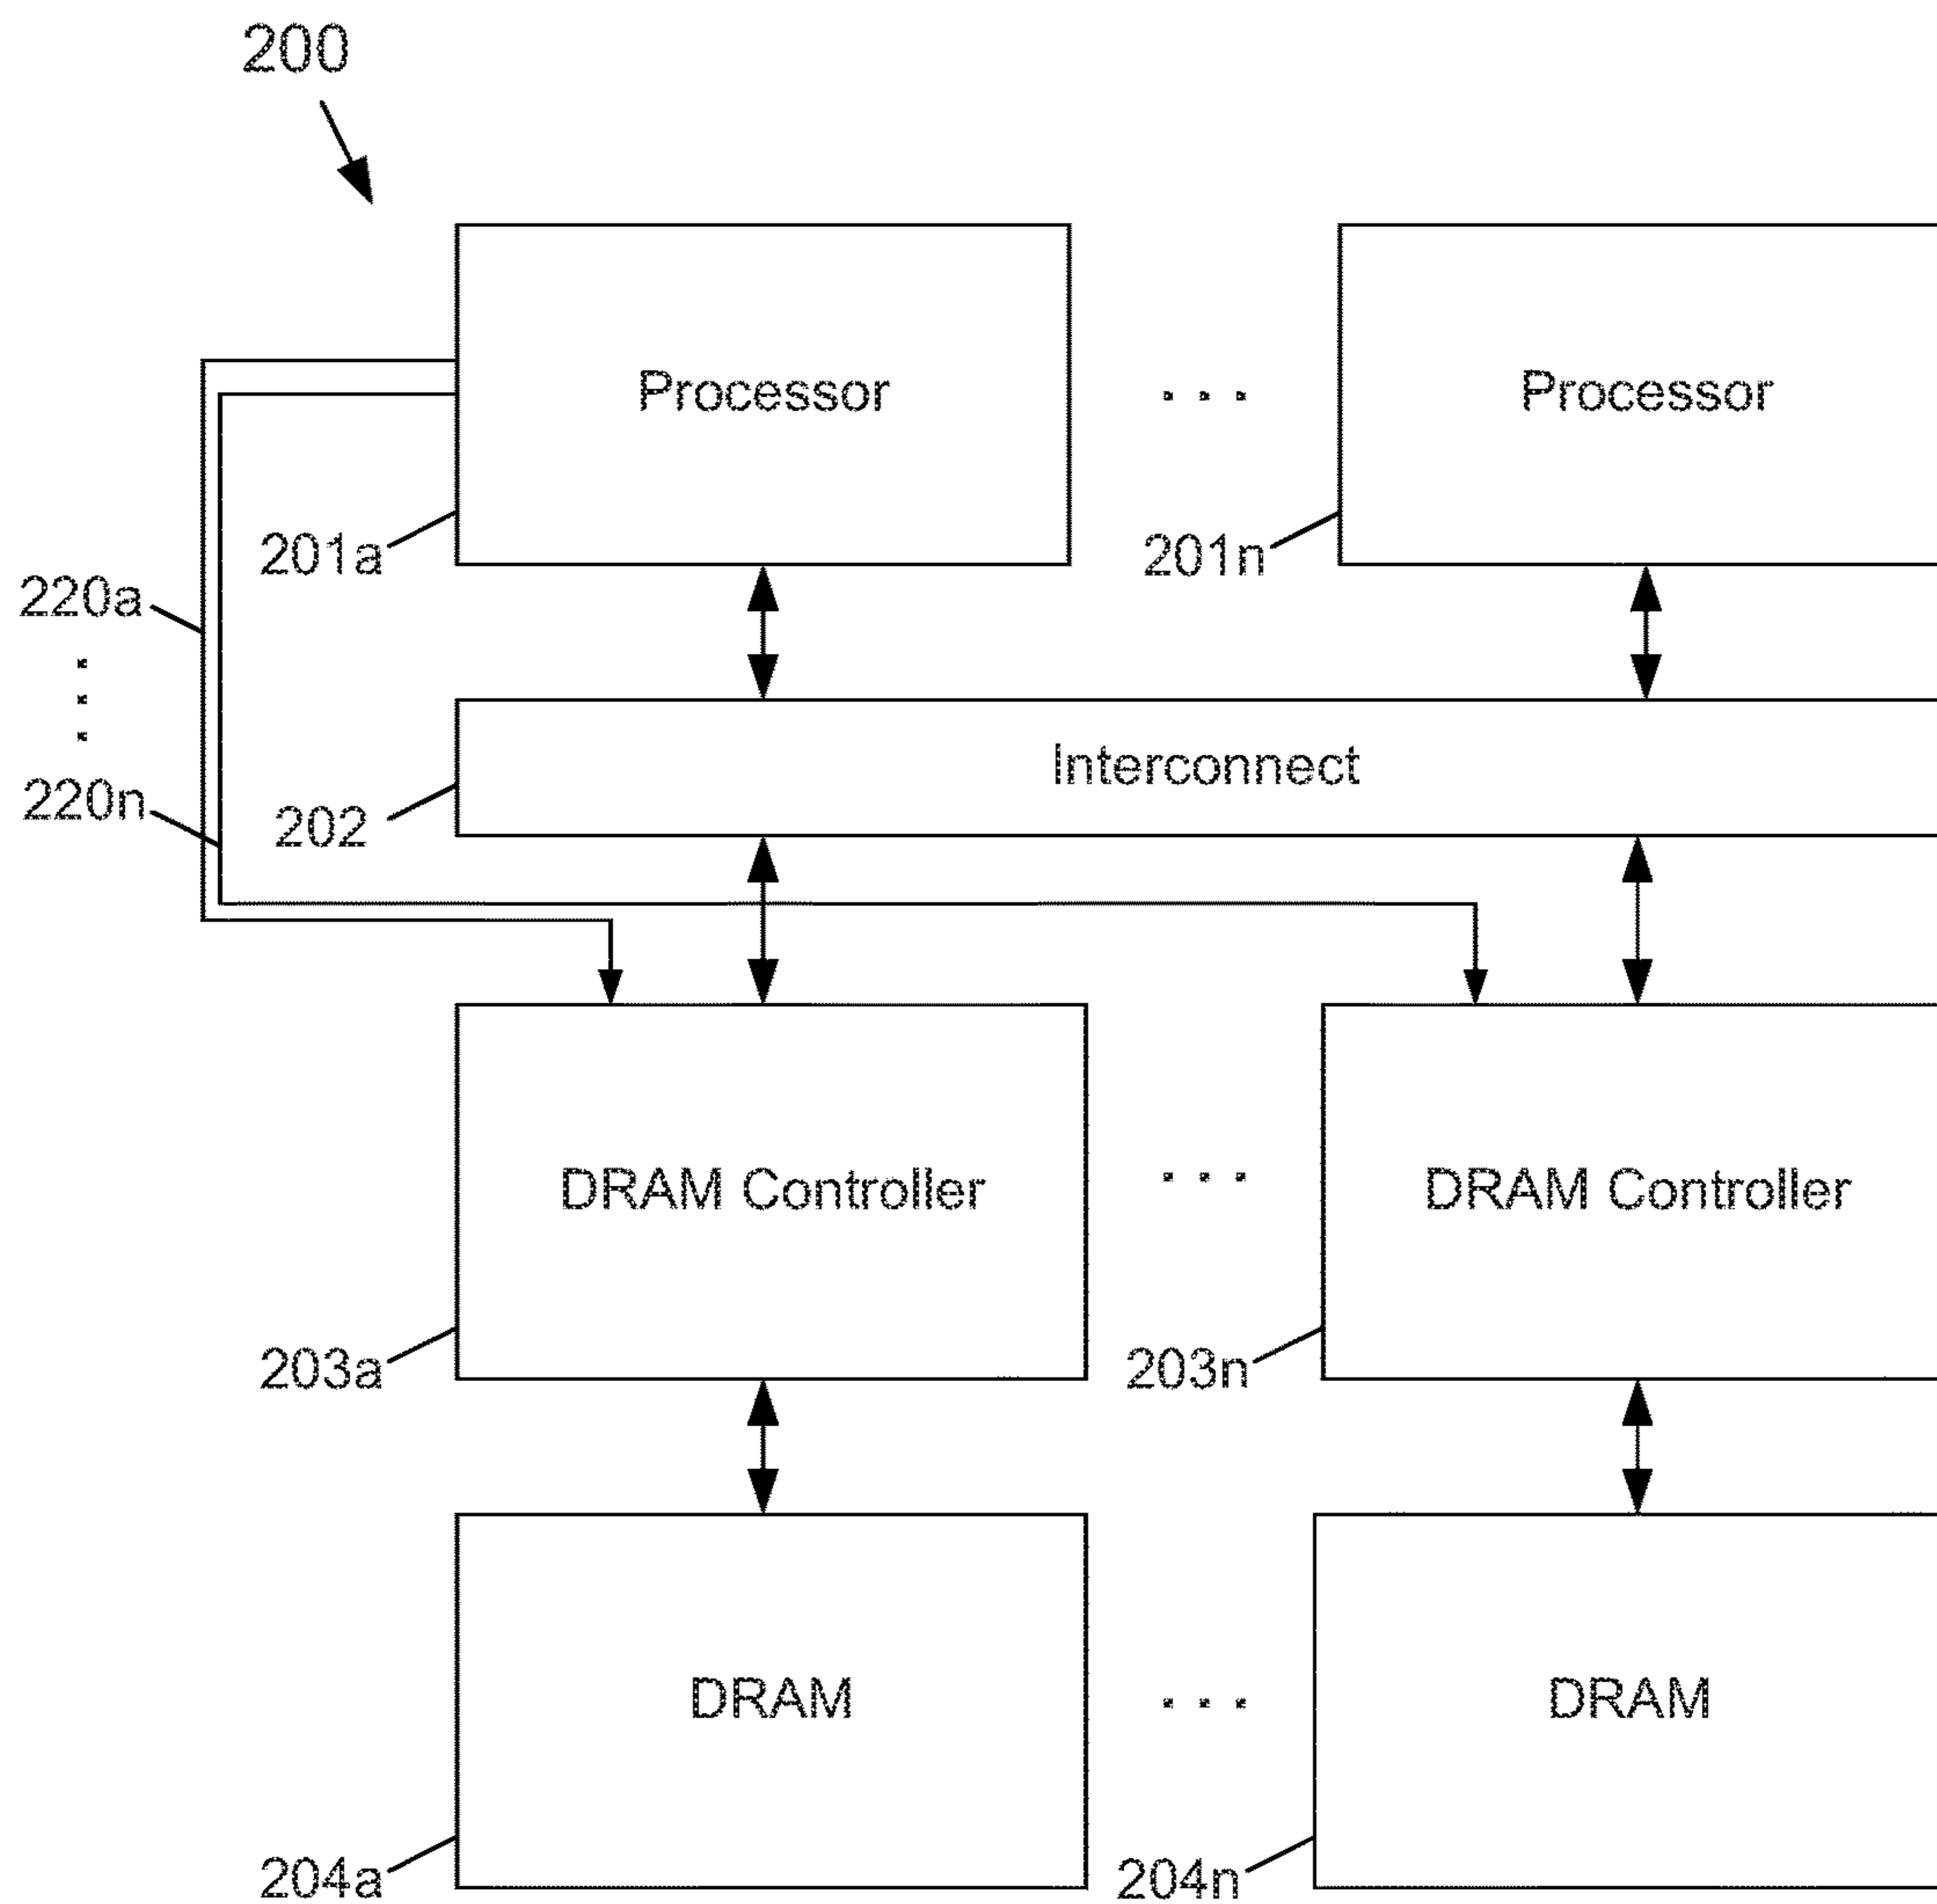 200
Processor
. . .
Processor
201a
201n
220a
.
.
.
220n
Interconnect
202
DRAM Controller
. . .
DRAM Controller
203a
203n
DRAM
. . .
DRAM
204a
204n